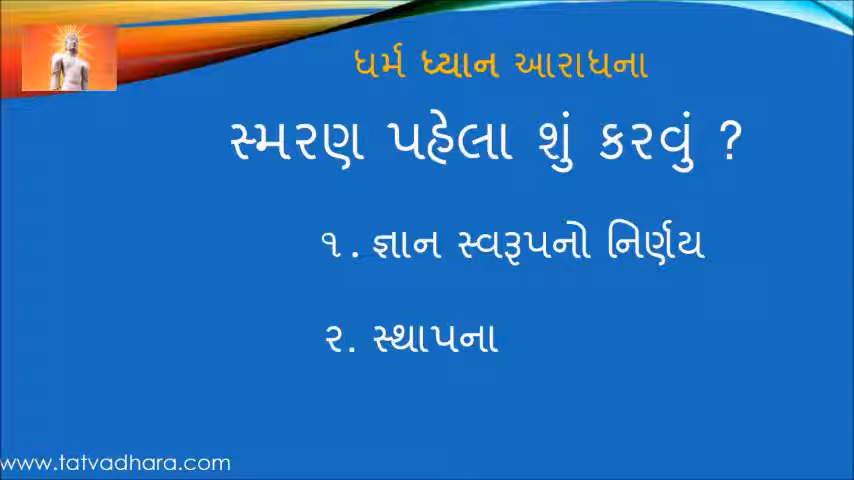 ધર્મ ધ્યાન આરાધના
સ્મરણ પહેલા શું કરવું ?
૧. જ્ઞાન સ્વરૂપનો નિર્ણય
૨. સ્થાપના
www.tatvadhara.com